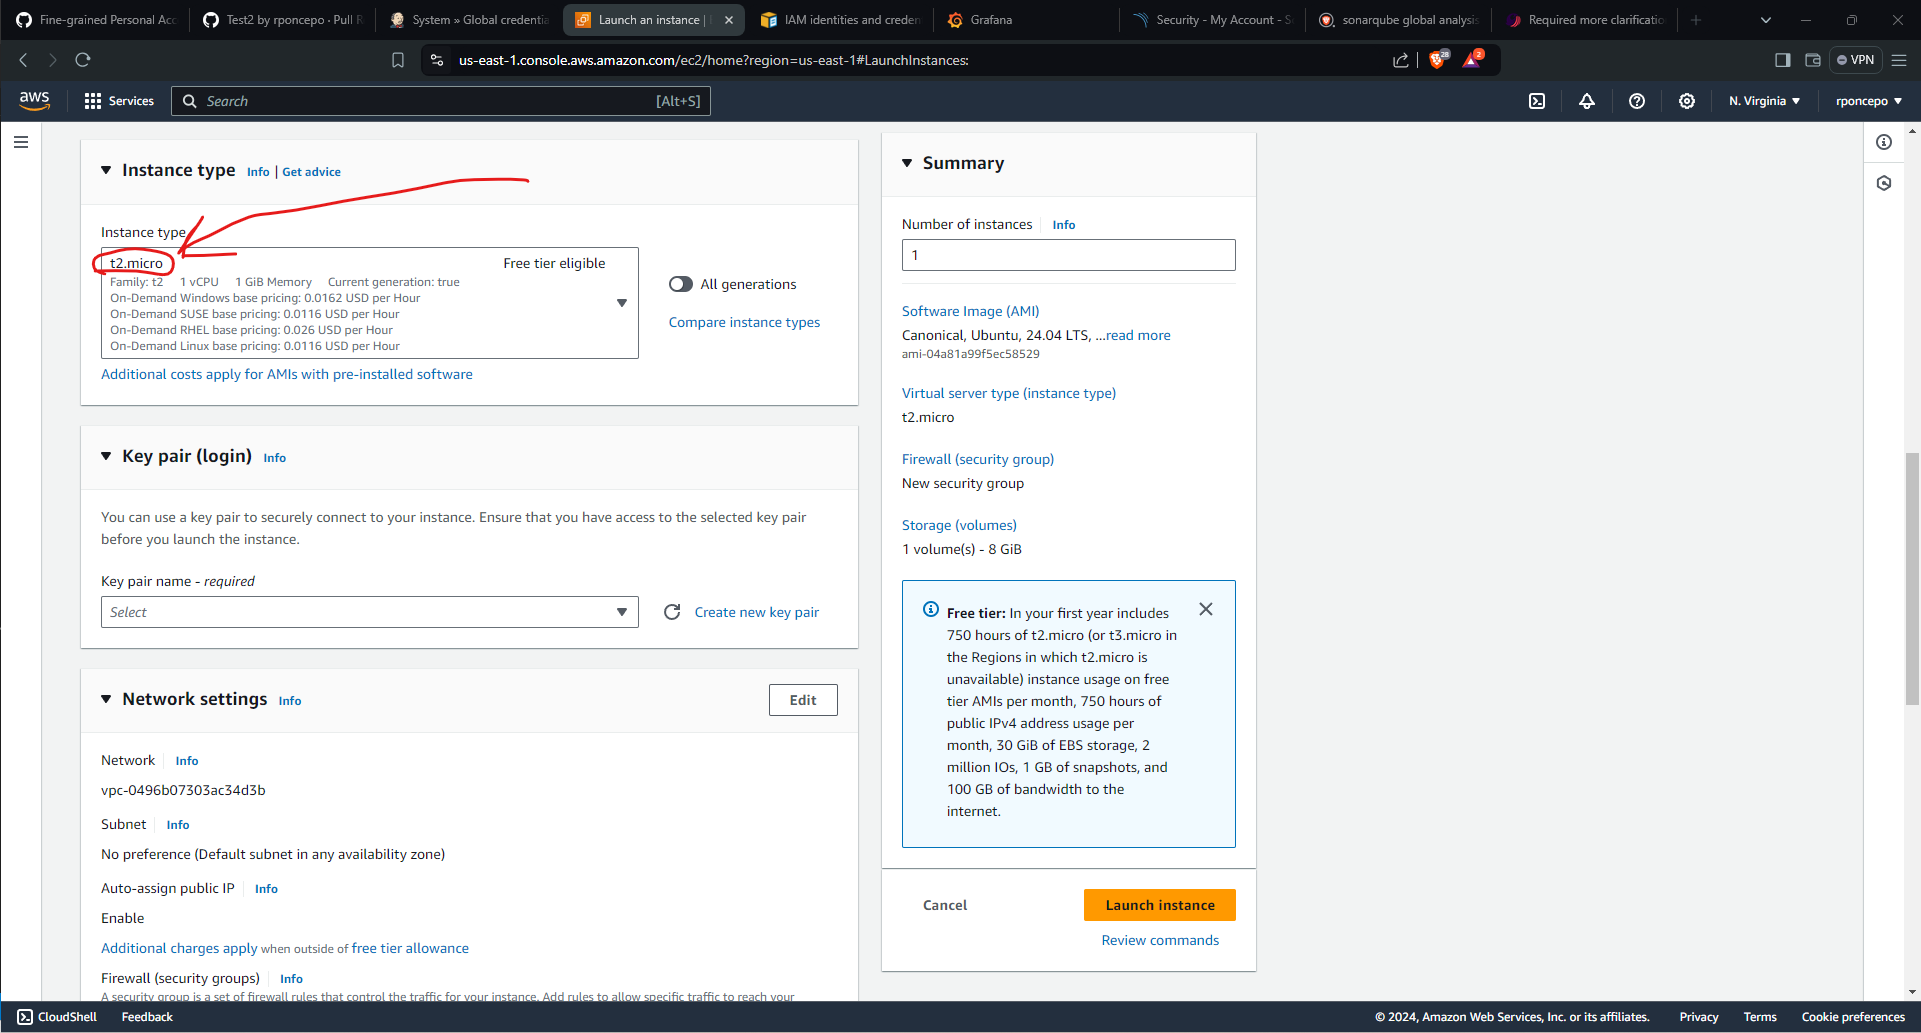 Fine-grained Personal Acc
Test2 by rponcepo · Pull R
System » Global credentia
Launch an instance |
IAM identities and creden
Grafana
Security - My Account - S
sonarqube global analysis
Required more clarificatio
us-east-1.console.aws.amazon.com/ec2/home?region=us-east-1#LaunchInstances:
28
2
VPN
aws
Services
Search
[Alt+S]
N. Virginia
rponcepo
Instance type
Info | Get advice
Instance type
t2.micro
Free tier eligible
Family: t2 1 vCPU 1 GiB Memory Current generation: true
On-Demand Windows base pricing: 0.0162 USD per Hour
On-Demand SUSE base pricing: 0.0116 USD per Hour
On-Demand RHEL base pricing: 0.026 USD per Hour
On-Demand Linux base pricing: 0.0116 USD per Hour
All generations
Compare instance types
Additional costs apply for AMIs with pre-installed software
Key pair (login)
Info
You can use a key pair to securely connect to your instance. Ensure that you have access to the selected key pair
before you launch the instance.
Key pair name - required
Select
Create new key pair
Network settings
Info
Edit
Network
Info
vpc-0496b07303ac34d3b
Subnet
Info
No preference (Default subnet in any availability zone)
Auto-assign public IP
Info
Enable
Additional charges apply when outside of free tier allowance
Firewall (security groups)
Info
A security group is a set of firewall rules that control the traffic for your instance. Add rules to allow specific traffic to reach your
Summary
Number of instances
Info
1
Software Image (AMI)
Canonical, Ubuntu, 24.04 LTS, ...read more
ami-04a81a99f5ec58529
Virtual server type (instance type)
t2.micro
Firewall (security group)
New security group
Storage (volumes)
1 volume(s) - 8 GiB
Free tier: In your first year includes
750 hours of t2.micro (or t3.micro in
the Regions in which t2.micro is
unavailable) instance usage on free
tier AMIs per month, 750 hours of
public IPv4 address usage per
month, 30 GiB of EBS storage, 2
million IOs, 1 GB of snapshots, and
100 GB of bandwidth to the
internet.
Cancel
Launch instance
Review commands
CloudShell
Feedback
© 2024, Amazon Web Services, Inc. or its affiliates.
Privacy
Terms
Cookie preferences